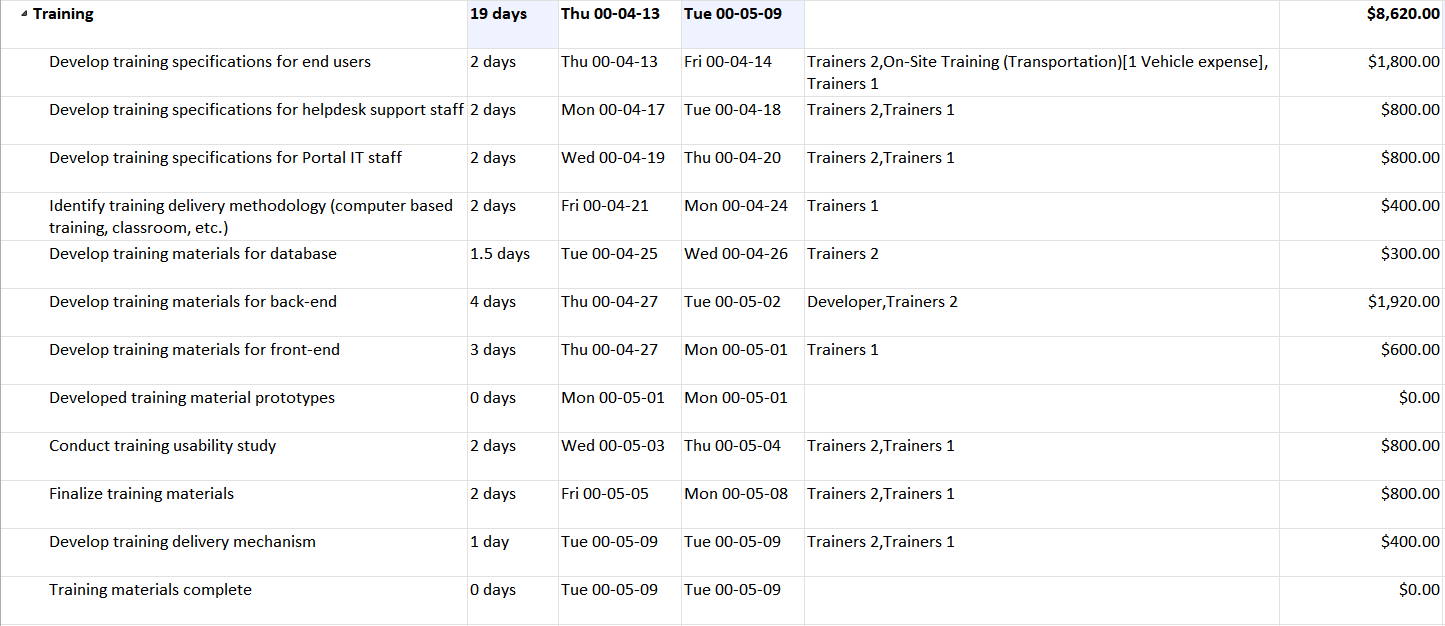 Training 19 days Thu 00-04-13 Tue 00-05-09 $8,620.00
Develop training specifications for end users 2 days Thu 00-04-13 Fri 00-04-14 Trainers 2,On-Site Training (Transportation)[1 Vehicle expense], $1,800.00
Trainers 1
Develop training specifications for helpdesk support staff 2 days Mon 00-04-17 Tue 00-04-18 Trainers 2,Trainers 1 $800.00
Develop training specifications for Portal IT staff 2 days Wed 00-04-19 Thu 00-04-20 Trainers 2,Trainers 1 $800.00
Identify training delivery methodology (computer based 2 days Fri 00-04-21 Mon 00-04-24 Trainers 1 $400.00
training, classroom, etc.)
Develop training materials for database 1.5 days Tue 00-04-25 Wed 00-04-26 Trainers 2 $300.00
Develop training materials for back-end 4 days Thu 00-04-27 Tue 00-05-02 Developer,Trainers 2 $1,920.00
Develop training materials for front-end 3 days Thu 00-04-27 Mon 00-05-01 Trainers 1 $600.00
Developed training material prototypes 0 days Mon 00-05-01 Mon 00-05-01 $0.00
Conduct training usability study 2 days Wed 00-05-03 Thu 00-05-04 Trainers 2,Trainers 1 $800.00
Finalize training materials 2 days Fri 00-05-05 Mon 00-05-08 Trainers 2,Trainers 1 $800.00
Develop training delivery mechanism 1 day Tue 00-05-09 Tue 00-05-09 Trainers 2,Trainers 1 $400.00
Training materials complete 0 days Tue 00-05-09 Tue 00-05-09 $0.00